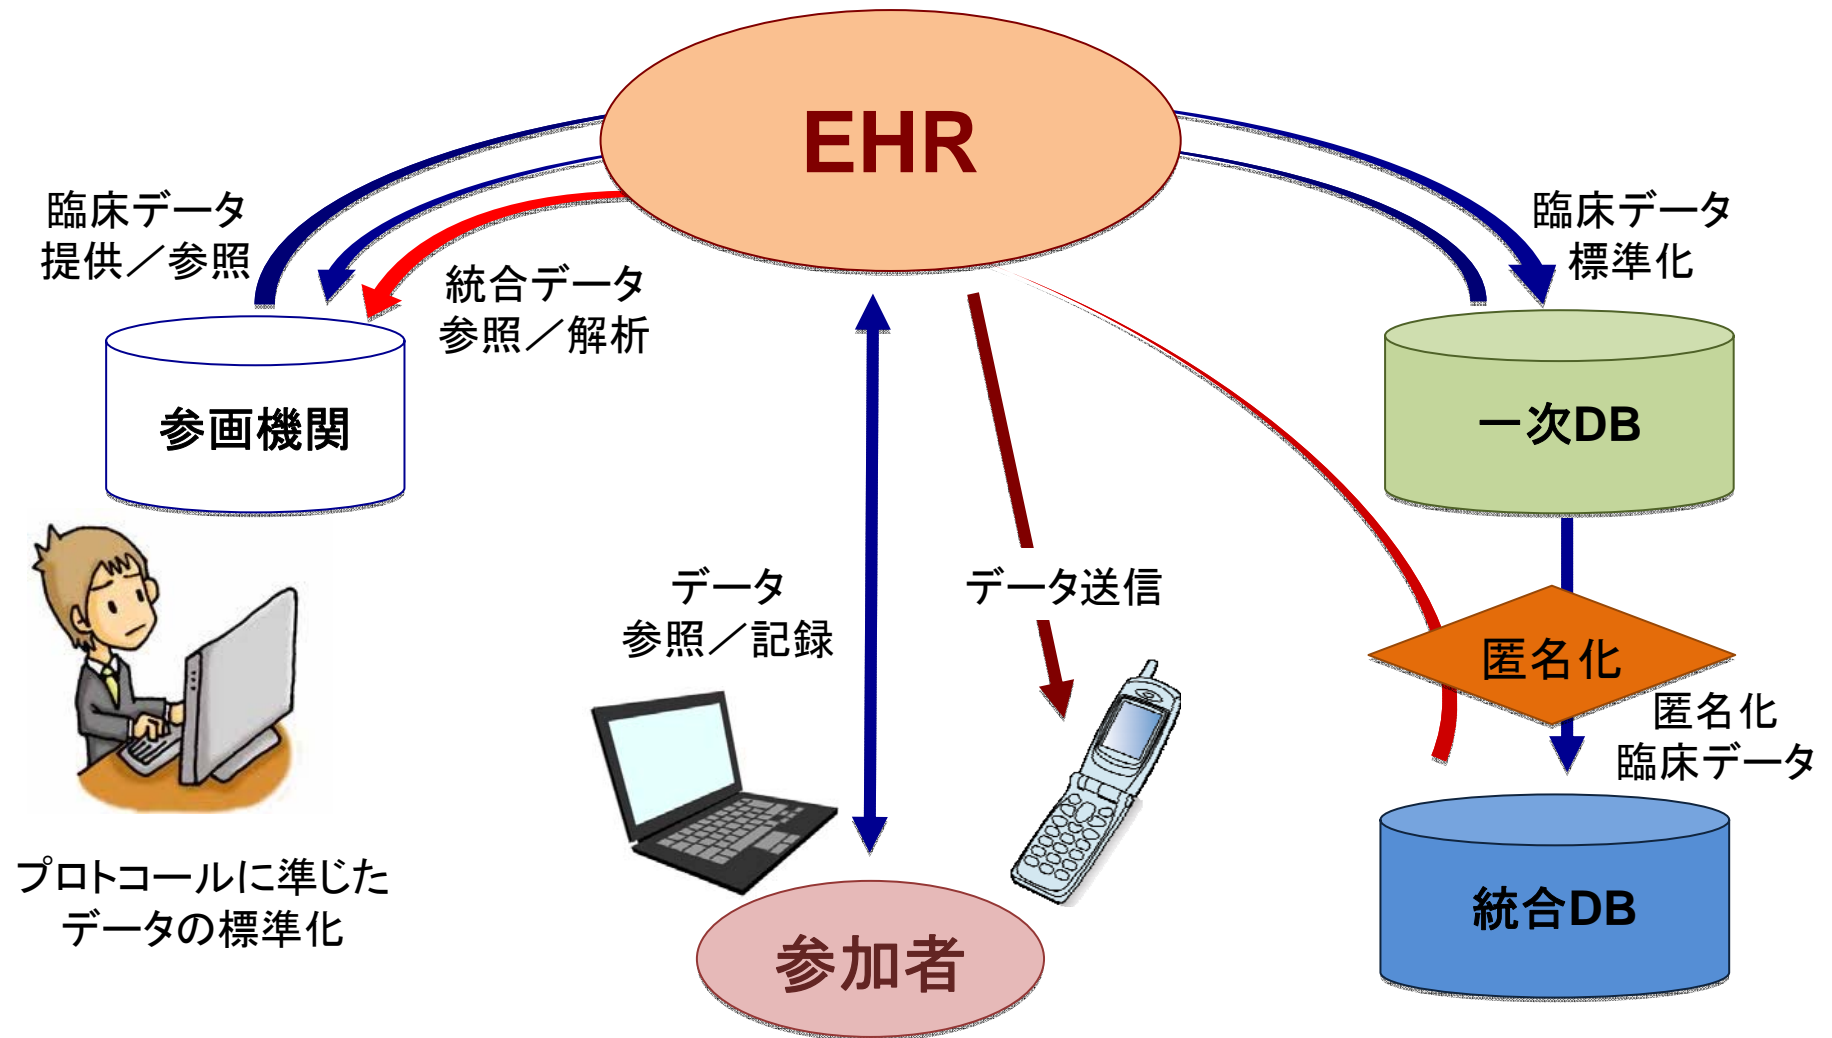 EHR
臨床データ
提供／参照
統合データ
参照／解析
臨床データ
標準化
参画機関
一次DB
データ
参照／記録
データ送信
匿名化
匿名化
臨床データ
プロトコールに準じた
データの標準化
参加者
統合DB